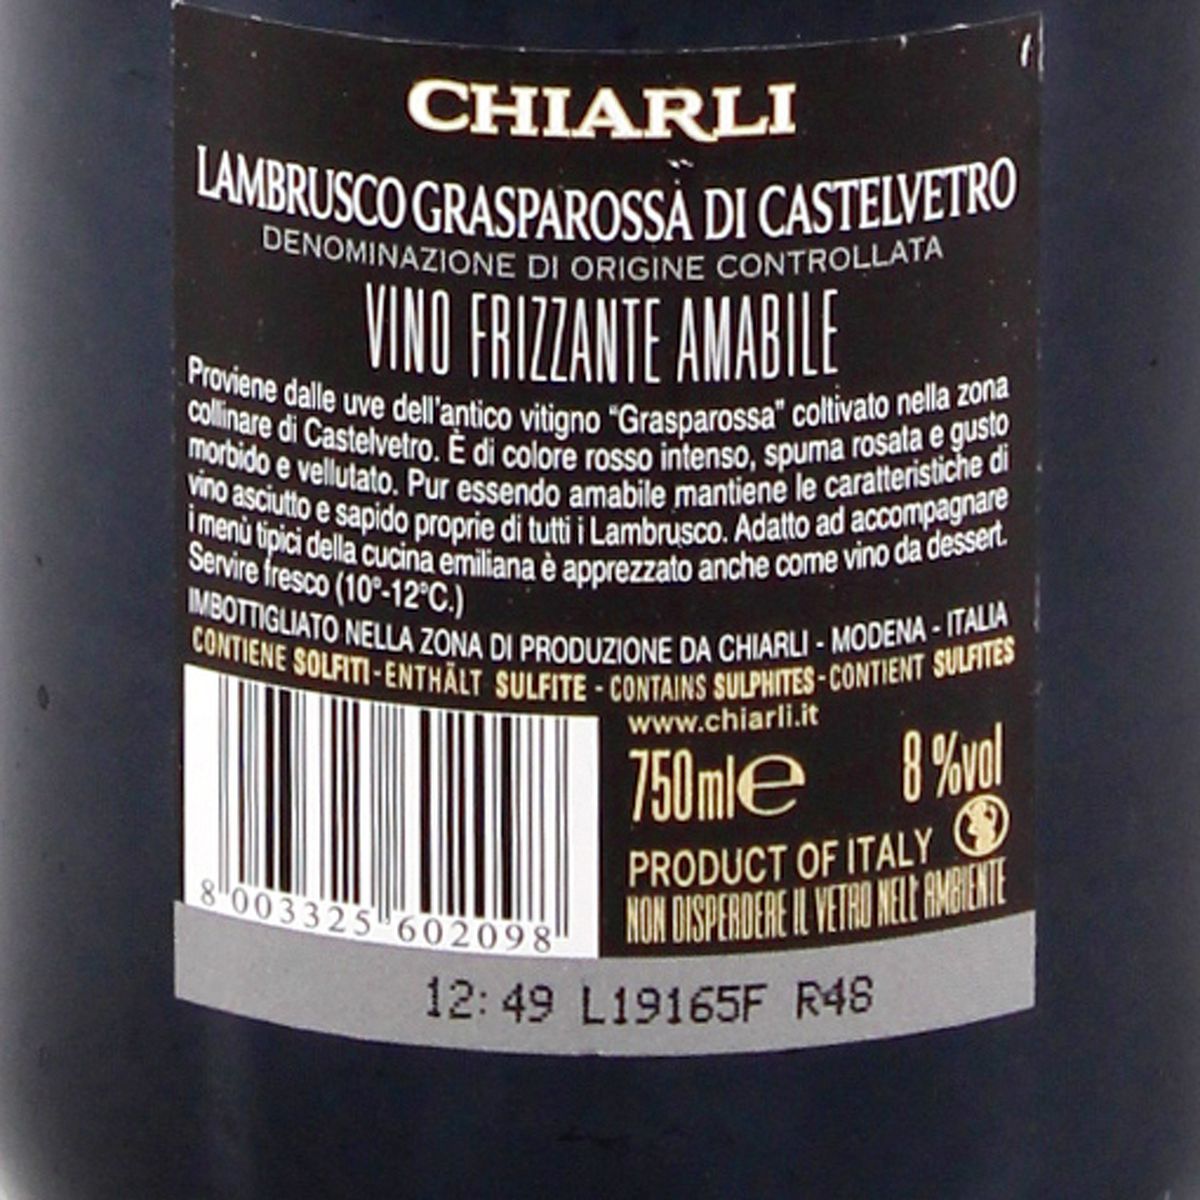 CHIARLI
LAMBRUSCO GRASPAROSSA DI CASTELVETRO
DENOMINAZIONE DI ORIGINE CONTROLLATA
VINO FRIZZANTE AMABILE
Proviene dalle uve dell'antico vitigno "Grasparossa" coltivato nella zona
collinare di Castelvetro. È di colore rosso intenso, spuma rosata e gusto
morbido e vellutato. Pur essendo amabile mantiene le caratteristiche di
vino asciutto e sapido proprie di tutti i Lambrusco. Adatto ad accompagnare
i menù tipici della cucina emiliana è apprezzato anche come vino da dessert.
Servire fresco (10°-12°C.)
IMBOTTIGLIATO NELLA ZONA DI PRODUZIONE DA CHIARLI - MODENA - ITALIA
CONTIENE SOLFITI - ENTHÄLT SULFITE - CONTAINS SULPHITES - CONTIENT SULFITES
www.chiarli.it
750ml e 8 %vol
PRODUCT OF ITALY
NON DISPERDERE IL VETRO NELL'AMBIENTE
8 003325 602098
12:49 L19165F R48